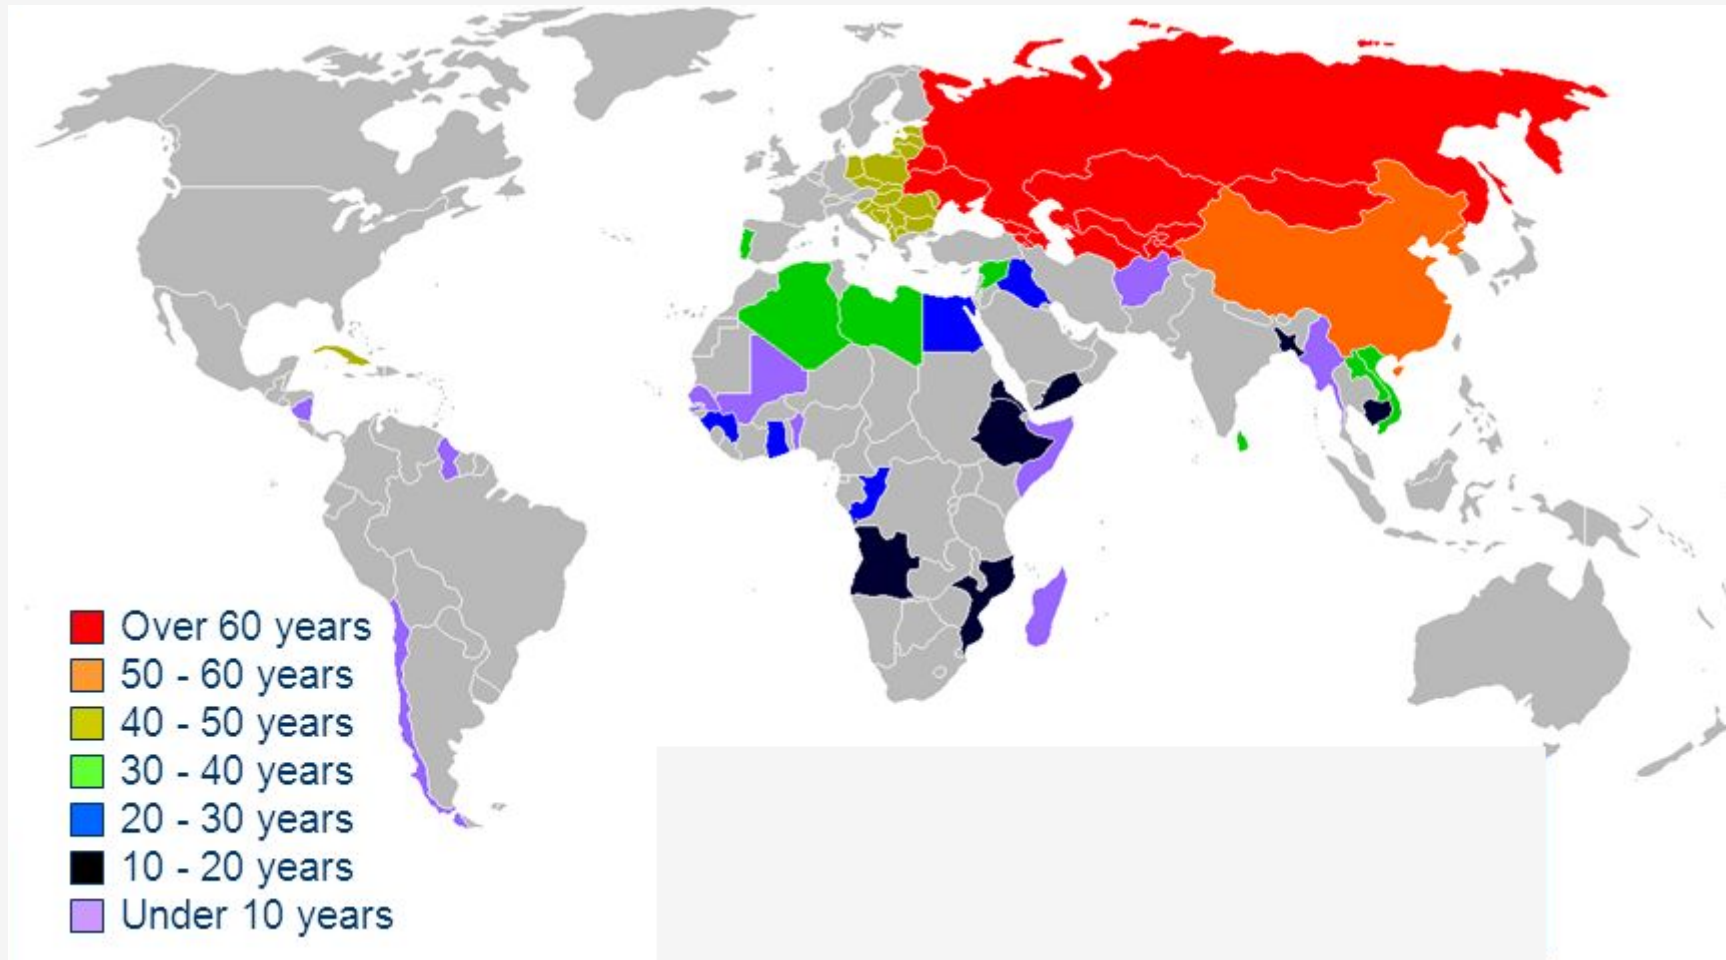 Over 60 years
50 - 60 years
40 - 50 years
30 - 40 years
20 - 30 years
10 - 20 years
Under 10 years